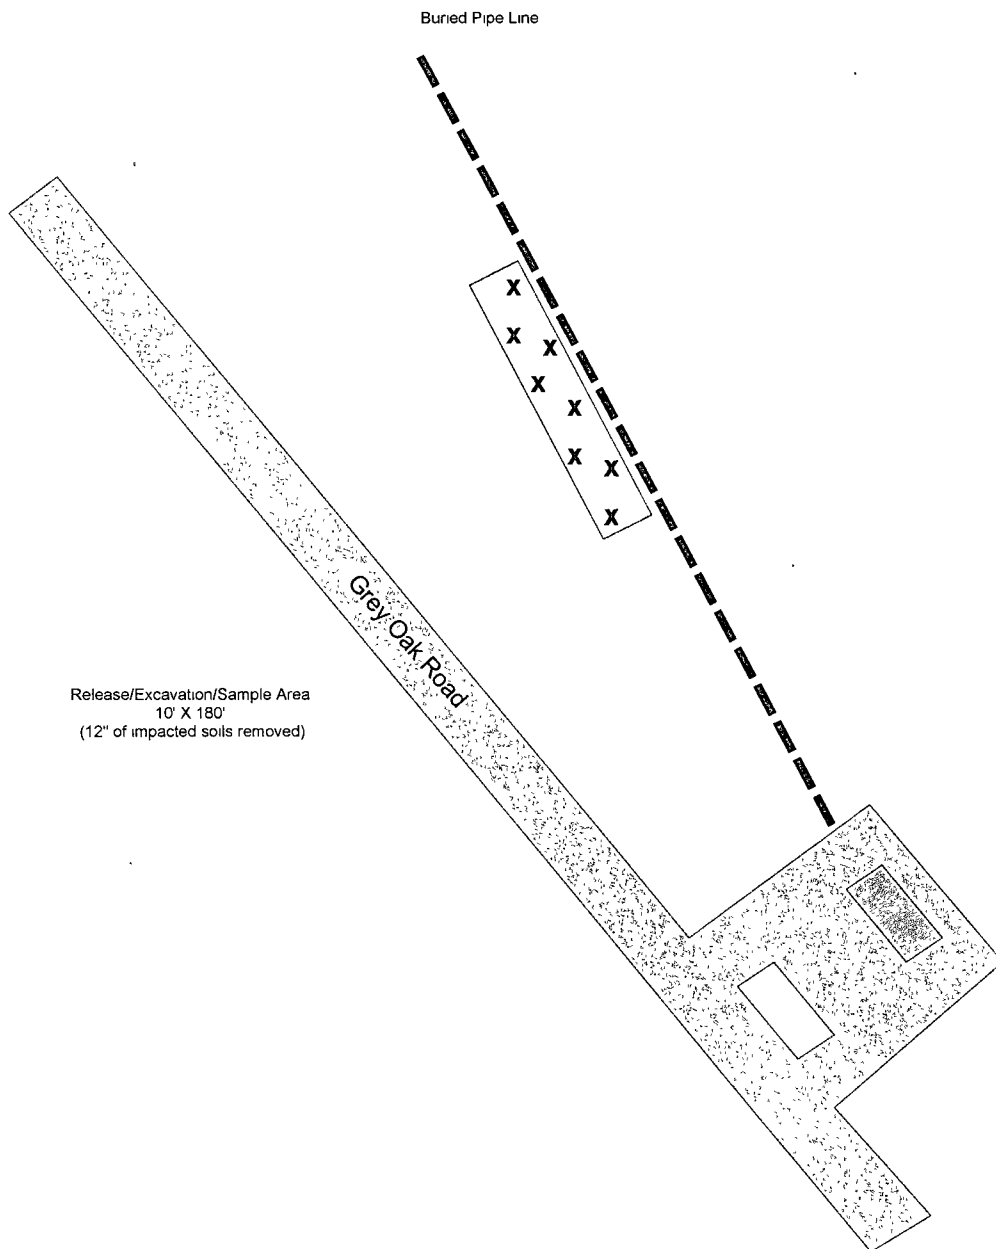 Buried Pipe Line
X
X
X
X
X
X
X
X
Grey Oak Road
Release/Excavation/Sample Area
10' X 180'
(12" of impacted soils removed)